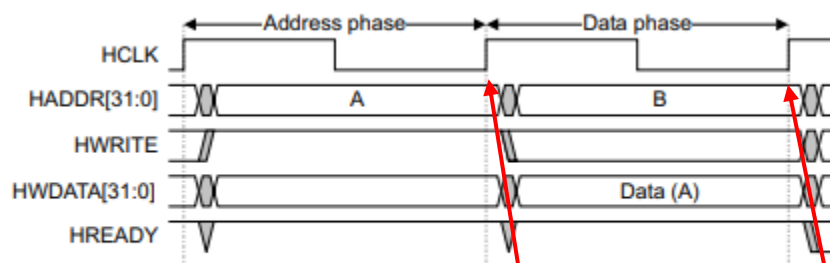 Address phase Data phase
HCLK
HADDR[31:0] A B
HWRITE
HWDATA[31:0] Data (A)
HREADY